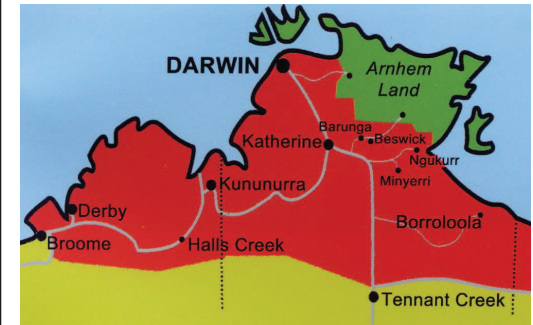 DARWIN
Arnhem
Land
Barunga
Beswick
Katherine
Ngukurr
Minyerri
Kununurra
Derby
Borroloola
Broome
Halls Creek
Tennant Creek